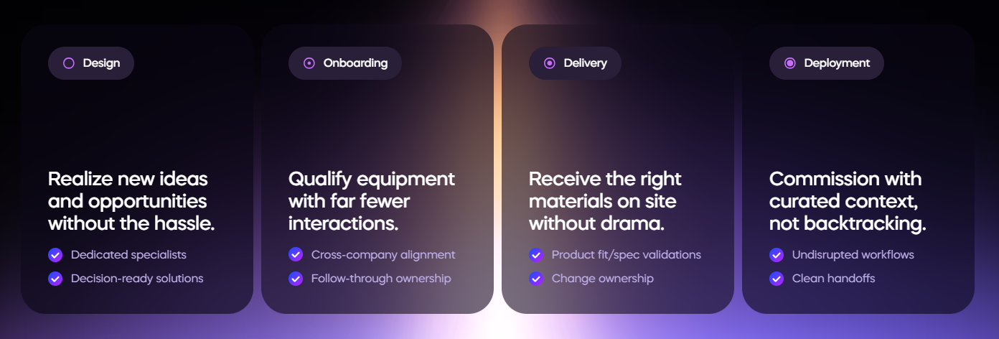 Design
Realize new ideas
and opportunities
without the hassle.
Dedicated specialists
Decision-ready solutions
Onboarding
Qualify equipment
with far fewer
interactions.
Cross-company alignment
Follow-through ownership
Delivery
Receive the right
materials on site
without drama.
Product fit/spec validations
Change ownership
Deployment
Commission with
curated context,
not backtracking.
Undisrupted workflows
Clean handoffs